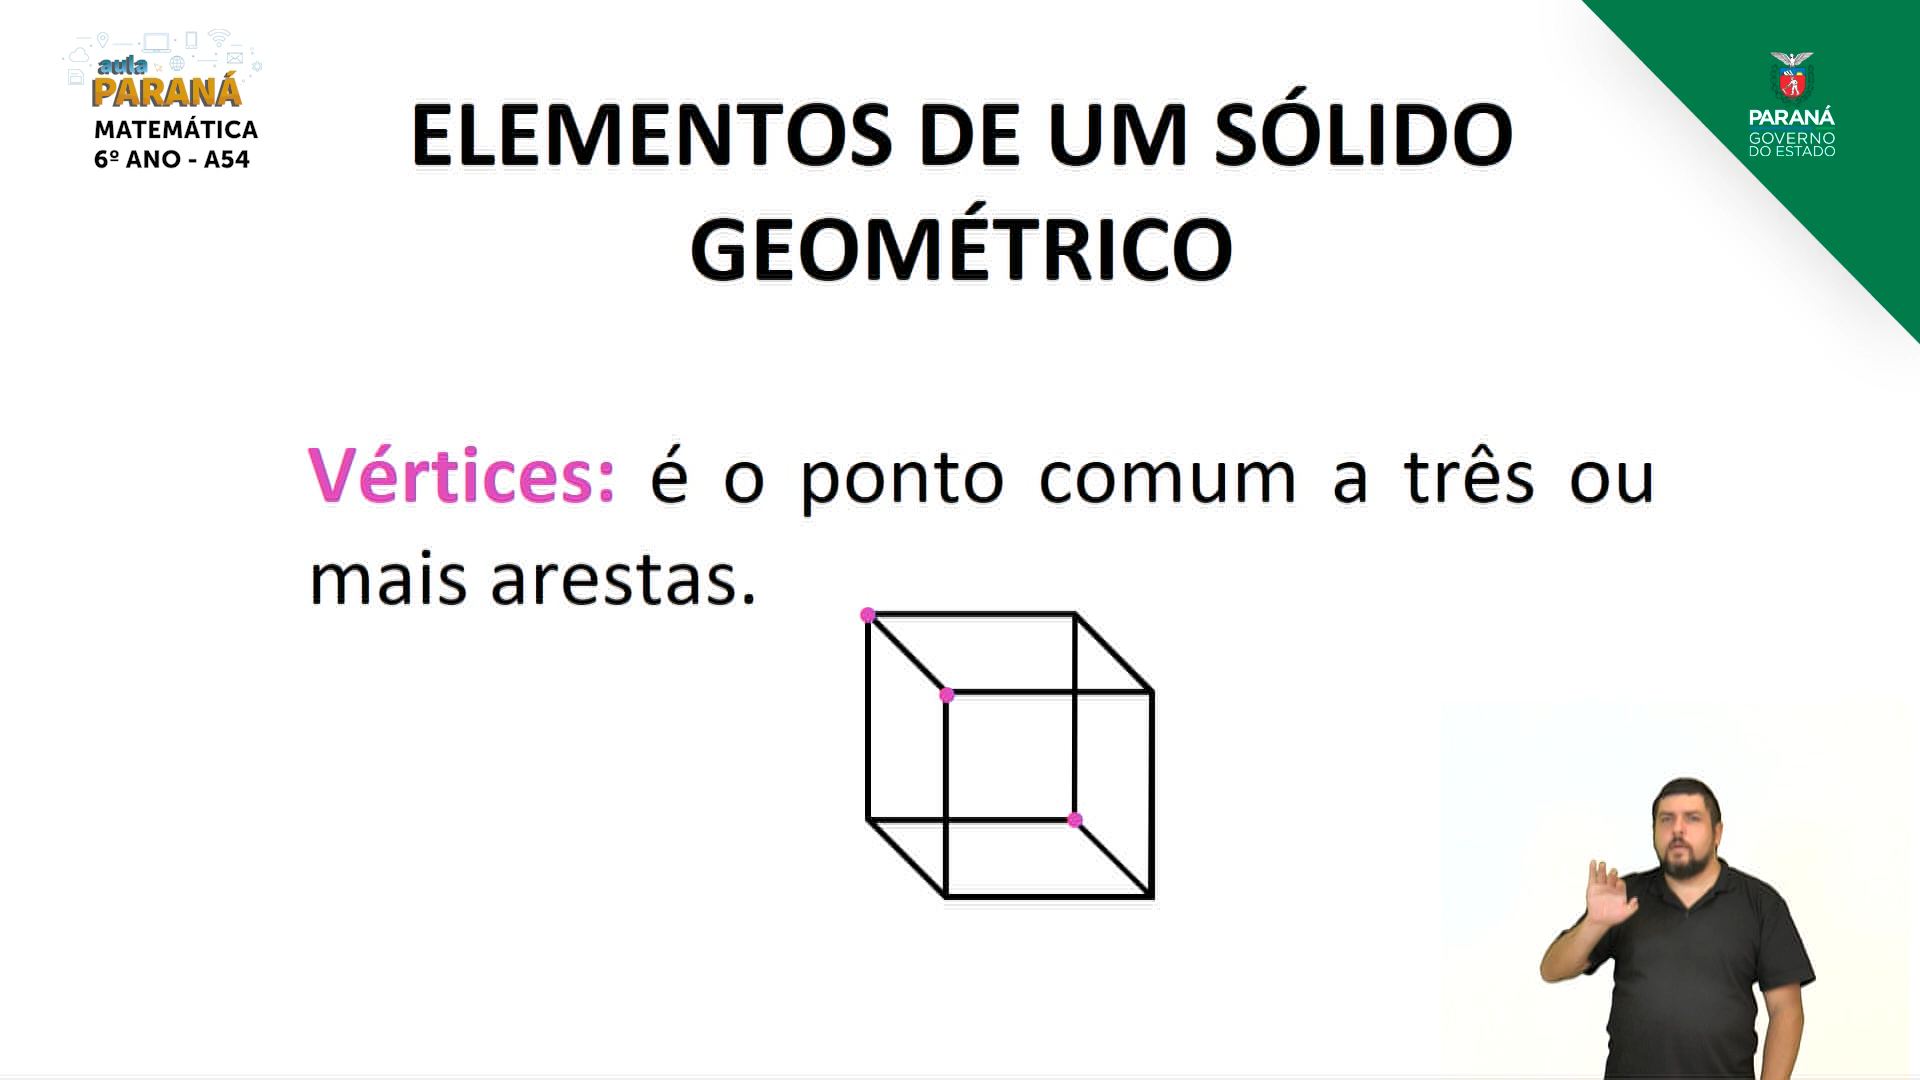 aula
PARANÁ
MATEMÁTICA
6º ANO - A54
PARANÁ
GOVERNO
DO ESTADO
ELEMENTOS DE UM SÓLIDO
GEOMÉTRICO
Vértices: é o ponto comum a três ou
mais arestas.